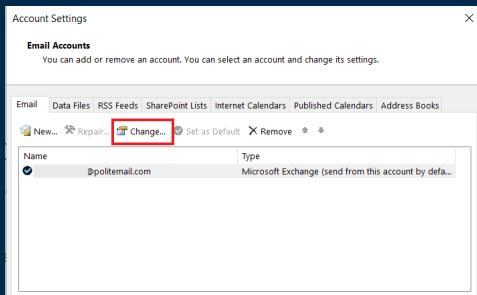 Account Settings
Email Accounts
You can add or remove an account. You can select an account and change its settings.
Email Data Files RSS Feeds SharePoint Lists Internet Calendars Published Calendars Address Books
New... Repair... Change... Set as Default Remove
Name Type
@politemail.com Microsoft Exchange (send from this account by defa...